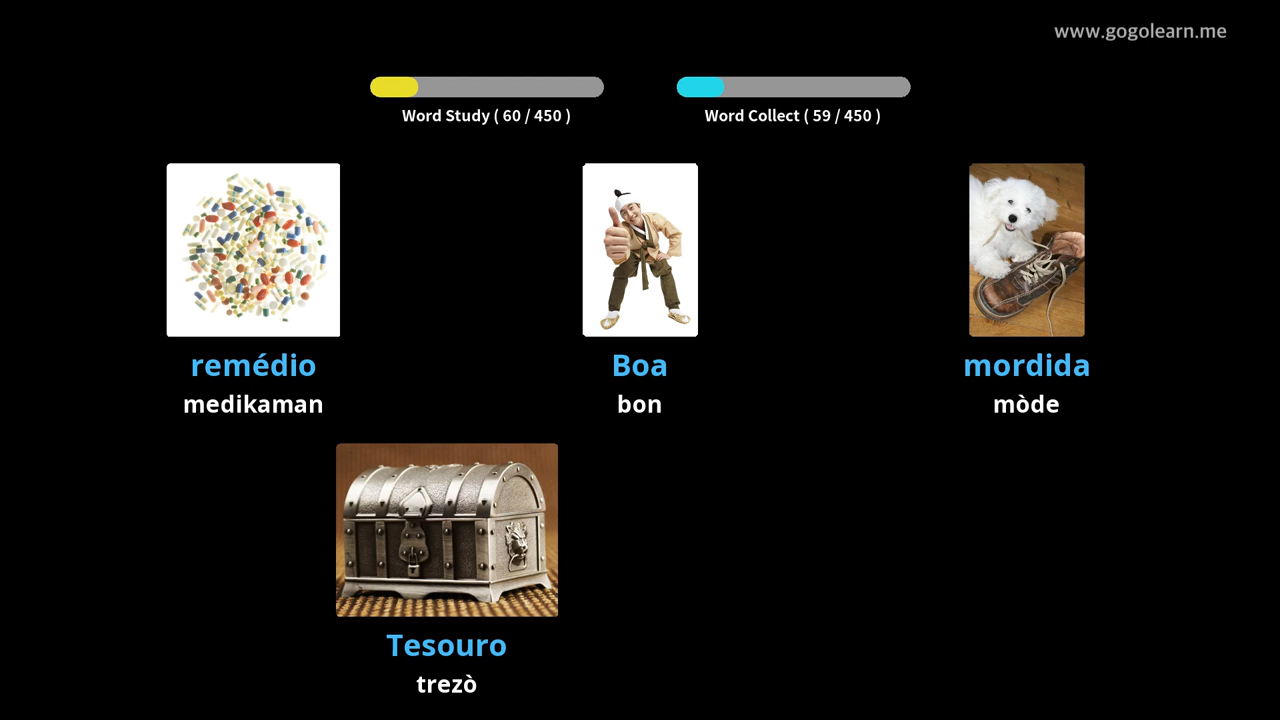 www.gogolearn.me
Word Study ( 60 / 450 )
Word Collect ( 59 / 450 )
remédio
medikaman
Boa
bon
mordida
mòde
Tesouro
trezò